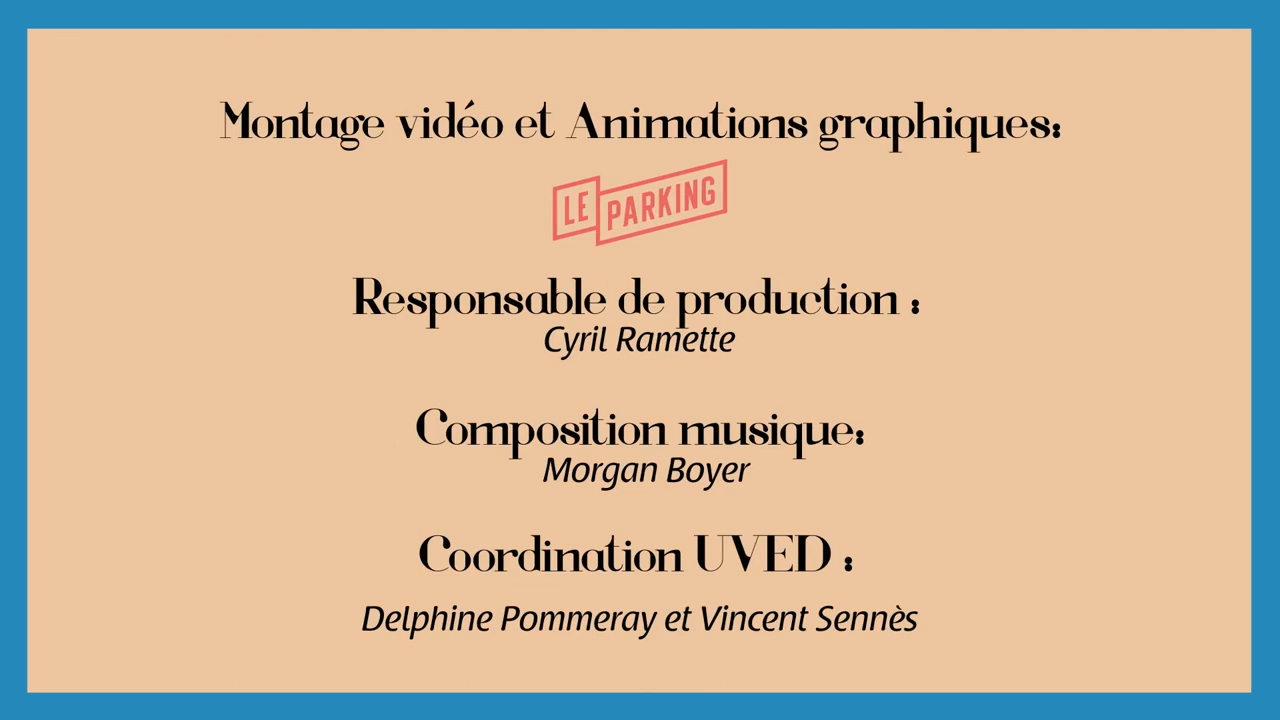 Montage vidéo et Animations graphiques:
LE PARKING
Responsable de production :
Cyril Ramette
Composition musique:
Morgan Boyer
Coordination UVED :
Delphine Pommeray et Vincent Sennès